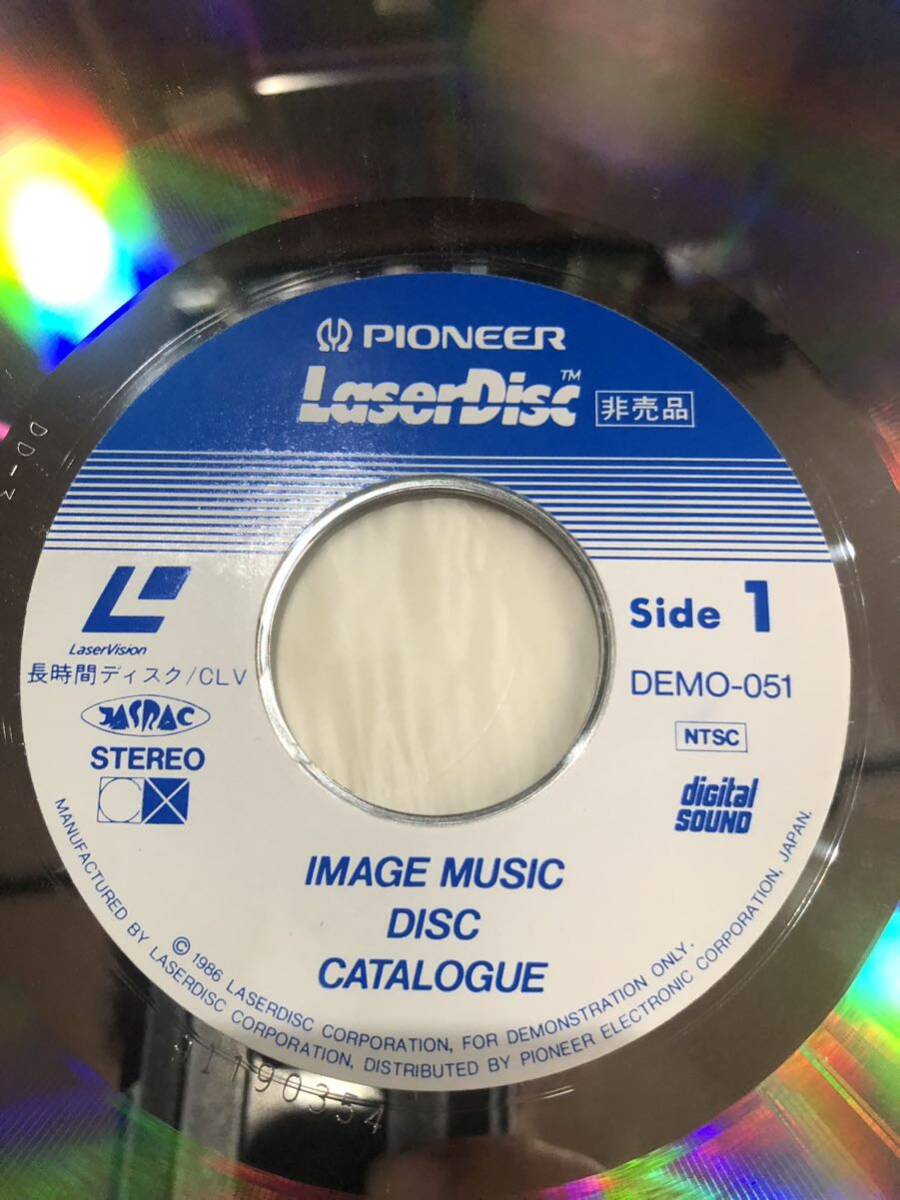 PIONEER
LaserDisc™
非売品
LaserVision
長時間ディスク/CLV
JASRAC
STEREO
Side 1
DEMO-051
NTSC
digital
SOUND
IMAGE MUSIC
DISC
CATALOGUE
© 1986 LASERDISC CORPORATION, FOR DEMONSTRATION ONLY.
MANUFACTURED BY LASERDISC CORPORATION, DISTRIBUTED BY PIONEER ELECTRONIC CORPORATION, JAPAN.
DD-3